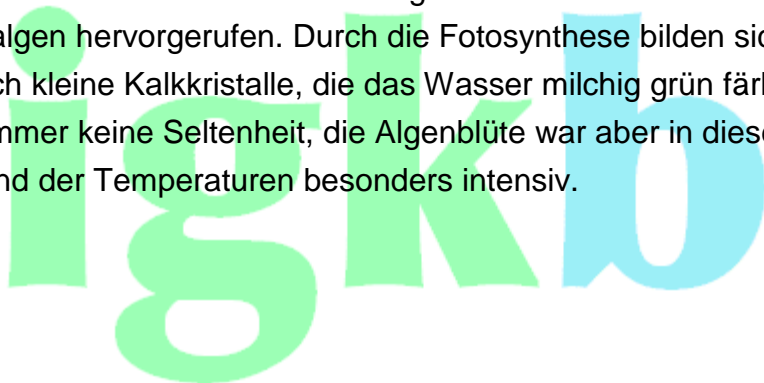 algen hervorgerufen. Durch die Fotosynthese bilden sic
ch kleine Kalkkristalle, die das Wasser milchig grün färb
mmer keine Seltenheit, die Algenblüte war aber in diese
nd der Temperaturen besonders intensiv.
igkb